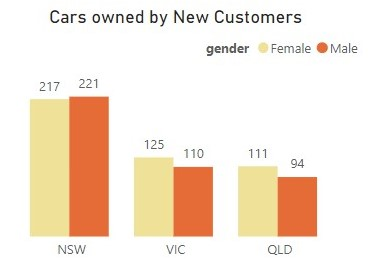 Cars owned by New Customers
gender Female Male
217 221
125 110
111 94
NSW VIC QLD